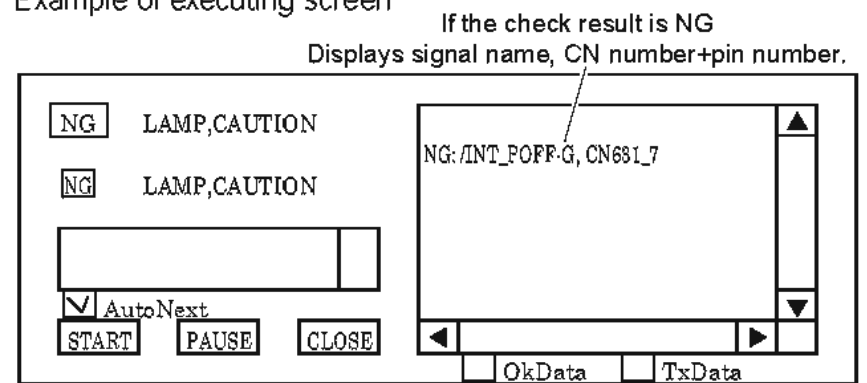 Example of executing screen
If the check result is NG
Displays signal name, CN number+pin number.
NG LAMP,CAUTION
NG LAMP,CAUTION
NG: /INT_POFF-G, CN681_7
AutoNext
START PAUSE CLOSE
OkData TxData